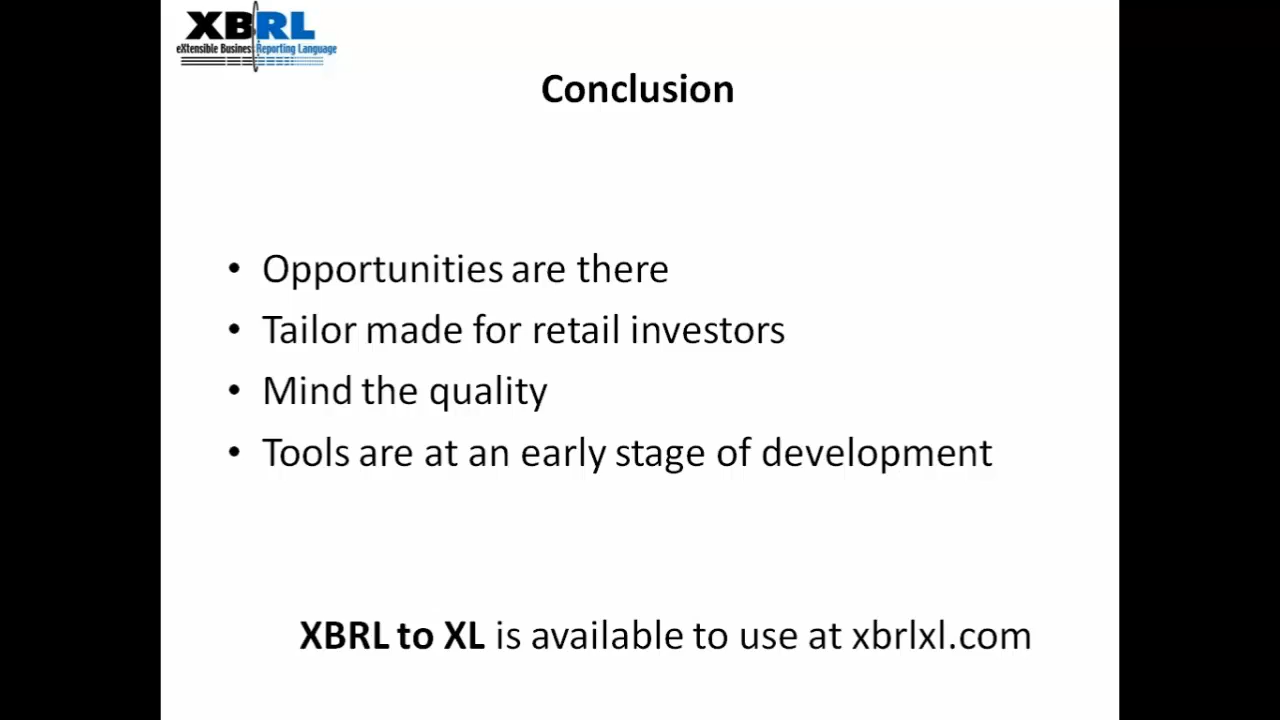 XBRL
eXtensible Business Reporting Language
Conclusion
• Opportunities are there
• Tailor made for retail investors
• Mind the quality
• Tools are at an early stage of development
XBRL to XL is available to use at xbrlxl.com